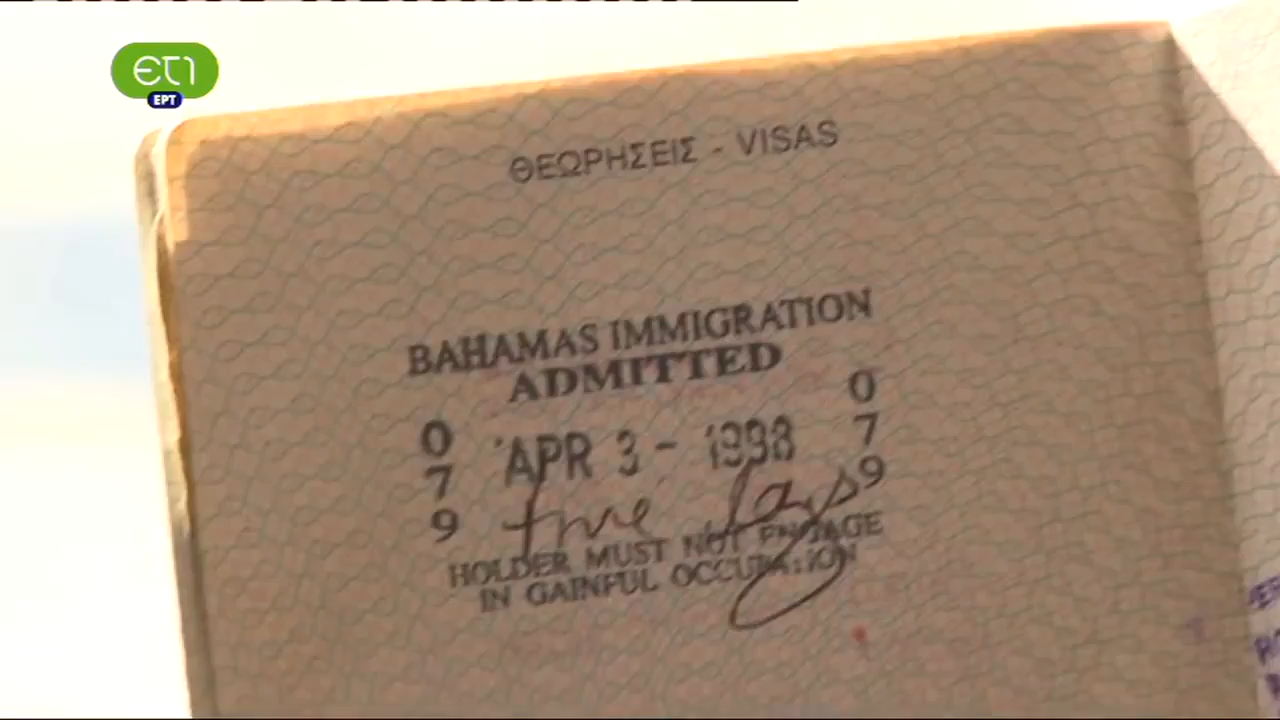 ετ1
ΕΡΤ
ΘΕΩΡΗΣΕΙΣ - VISAS
BAHAMAS IMMIGRATION
ADMITTED
0 APR 3 - 1998 0
7 five days 7
9 9
HOLDER MUST NOT ENGAGE
IN GAINFUL OCCUPATION